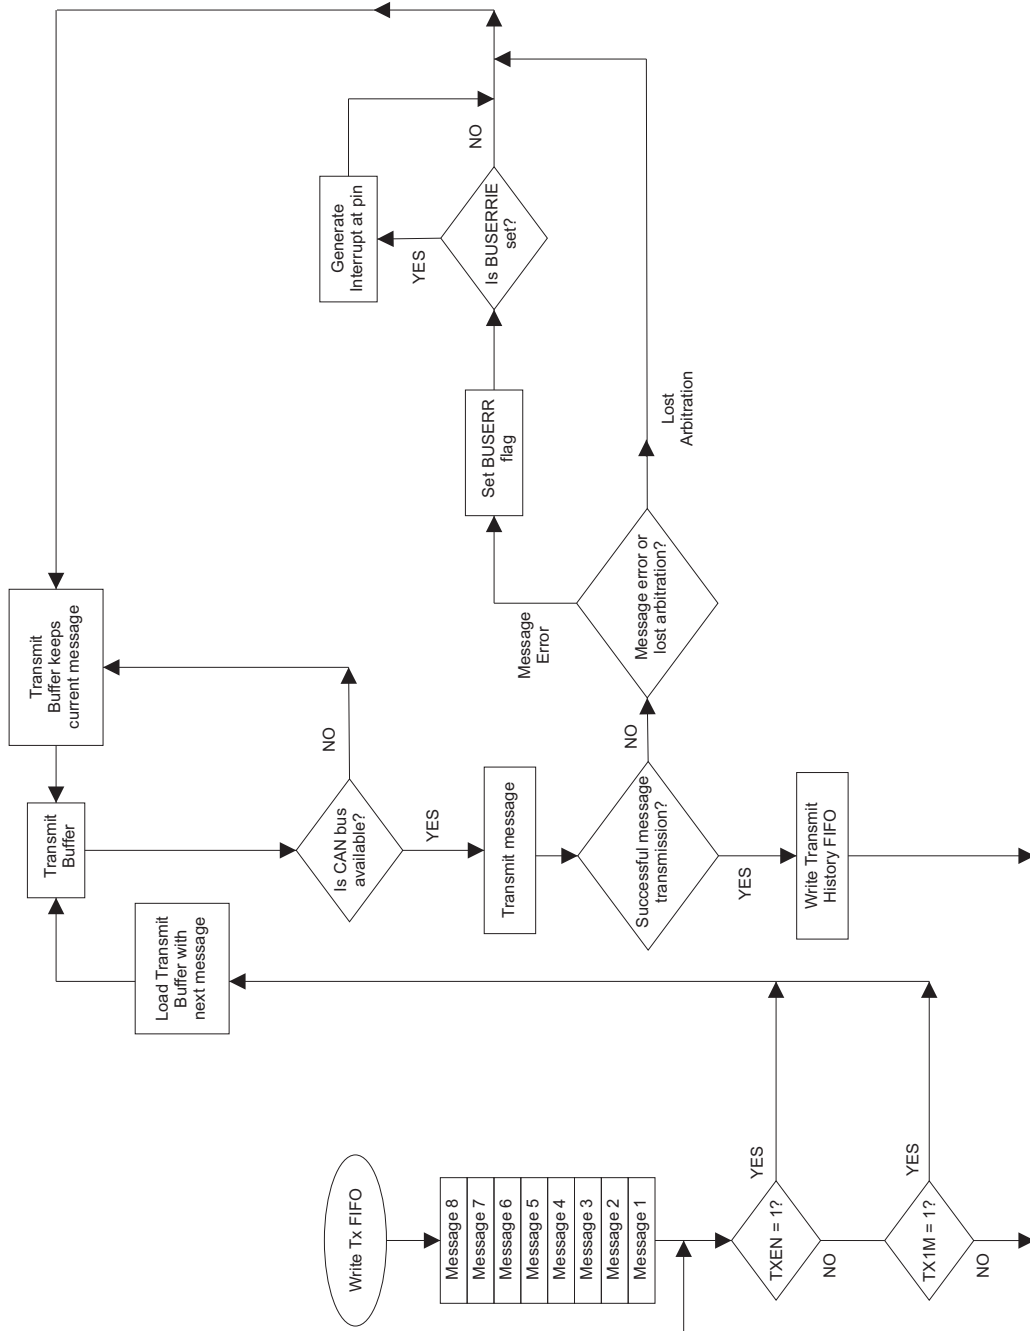 Write Tx FIFO
Message 8
Message 7
Message 6
Message 5
Message 4
Message 3
Message 2
Message 1
TXEN = 1?
YES
NO
TX1M = 1?
YES
NO
Load Transmit
Buffer with
next message
Transmit
Buffer
Transmit
Buffer keeps
current message
Is CAN bus
available?
NO
YES
Transmit message
Successful message
transmission?
NO
YES
Write Transmit
History FIFO
Message error or
lost arbitration?
Message
Error
Lost
Arbitration
Set BUSERR
flag
Is BUSERRIE
set?
YES
NO
Generate
Interrupt at pin